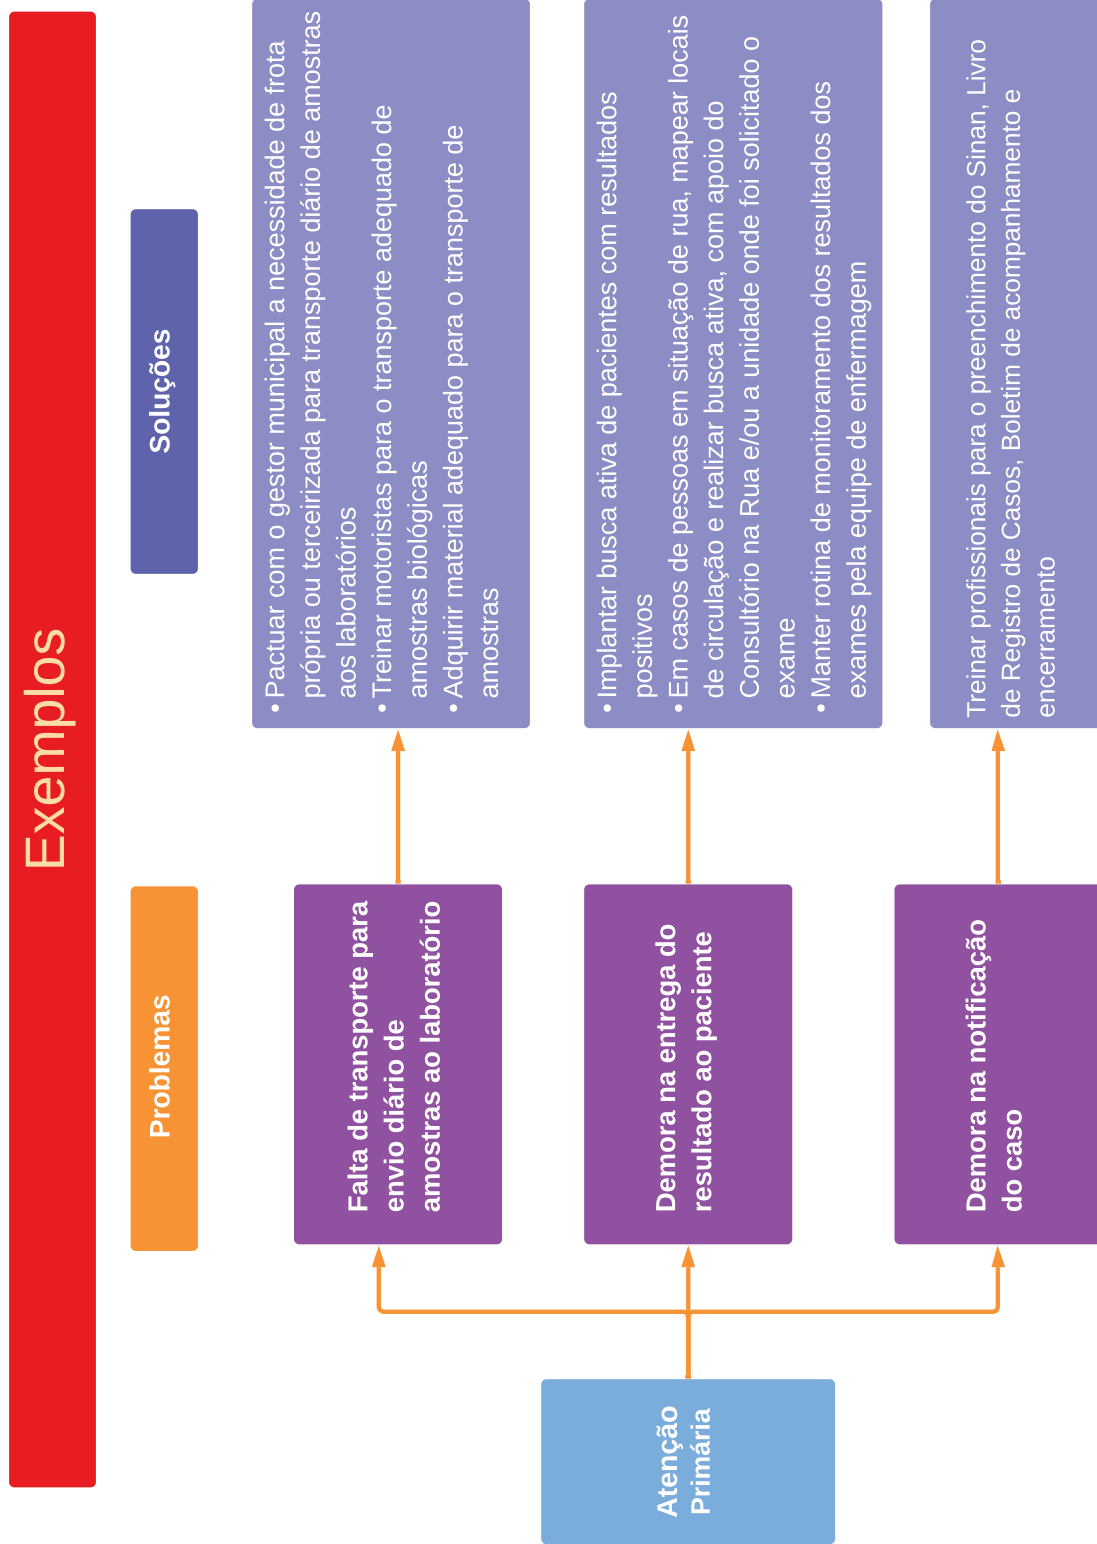 Exemplos
Problemas
Soluções
Atenção
Primária
Falta de transporte para
envio diário de
amostras ao laboratório
• Pactuar com o gestor municipal a necessidade de frota
própria ou terceirizada para transporte diário de amostras
aos laboratórios
• Treinar motoristas para o transporte adequado de
amostras biológicas
• Adquirir material adequado para o transporte de
amostras
Demora na entrega do
resultado ao paciente
• Implantar busca ativa de pacientes com resultados
positivos
• Em casos de pessoas em situação de rua, mapear locais
de circulação e realizar busca ativa, com apoio do
Consultório na Rua e/ou a unidade onde foi solicitado o
exame
• Manter rotina de monitoramento dos resultados dos
exames pela equipe de enfermagem
Demora na notificação
do caso
Treinar profissionais para o preenchimento do Sinan, Livro
de Registro de Casos, Boletim de acompanhamento e
encerramento